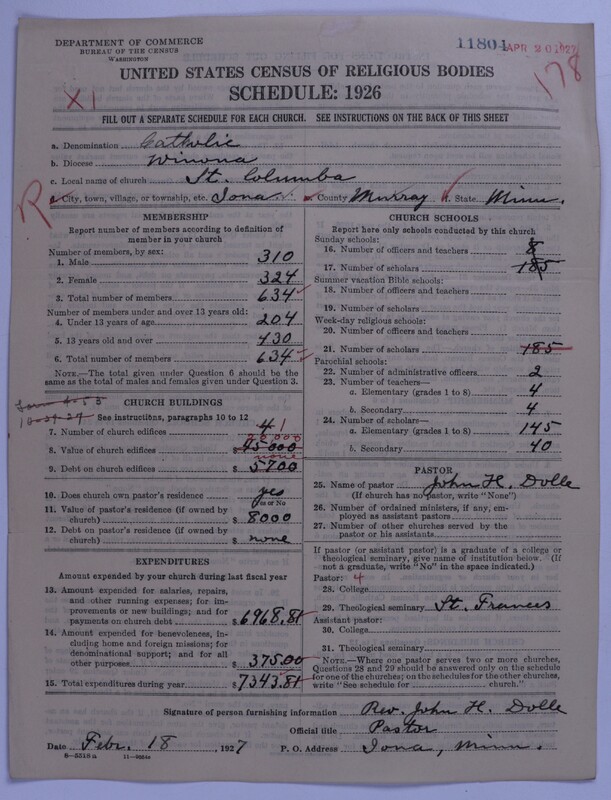 DEPARTMENT OF COMMERCE
BUREAU OF THE CENSUS
WASHINGTON
11804 APR 20 1927
178
XI
UNITED STATES CENSUS OF RELIGIOUS BODIES
SCHEDULE: 1926
FILL OUT A SEPARATE SCHEDULE FOR EACH CHURCH. SEE INSTRUCTIONS ON THE BACK OF THIS SHEET
a. Denomination Catholic
b. Diocese Winona
c. Local name of church St. Columba
R
City, town, village, or township, etc. Iona County Murray State Minn.
MEMBERSHIP
Report number of members according to definition of
member in your church
Number of members, by sex:
1. Male 310
2. Female 324
3. Total number of members 634
Number of members under and over 13 years old:
4. Under 13 years of age 204
5. 13 years old and over 430
6. Total number of members 634
NOTE.—The total given under Question 6 should be the
same as the total of males and females given under Question 3.
CHURCH BUILDINGS
See instructions, paragraphs 10 to 12
7. Number of church edifices 4 1
8. Value of church edifices $ 45000
9. Debt on church edifices none $ 5700
10. Does church own pastor's residence yes
Yes or No
11. Value of pastor's residence (if owned by
church) $ 8000
12. Debt on pastor's residence (if owned by
church) $ none
EXPENDITURES
Amount expended by your church during last fiscal year
13. Amount expended for salaries, repairs,
and other running expenses; for im-
provements or new buildings; and for
payments on church debt $ 6968.81
14. Amount expended for benevolences, in-
cluding home and foreign missions; for
denominational support; and for all
other purposes $ 375.00
15. Total expenditures during year $ 7343.81
CHURCH SCHOOLS
Report here only schools conducted by this church
Sunday schools:
16. Number of officers and teachers 8
17. Number of scholars 185
Summer vacation Bible schools:
18. Number of officers and teachers
19. Number of scholars
Week-day religious schools:
20. Number of officers and teachers
21. Number of scholars 185
Parochial schools:
22. Number of administrative officers 2
23. Number of teachers—
a. Elementary (grades 1 to 8) 4
b. Secondary 4
24. Number of scholars—
a. Elementary (grades 1 to 8) 145
b. Secondary 40
PASTOR
25. Name of pastor John H. Dolle
(If church has no pastor, write "None")
26. Number of ordained ministers, if any, em-
ployed as assistant pastors
27. Number of other churches served by the
pastor or his assistants
If pastor (or assistant pastor) is a graduate of a college or
theological seminary, give name of institution below. (If
not a graduate, write "No" in the space indicated.)
Pastor: 4
28. College
29. Theological seminary St. Frances
Assistant pastor:
30. College
31. Theological seminary
NOTE.—Where one pastor serves two or more churches,
Questions 28 and 29 should be answered only on the schedule
for one of the churches; on the schedules for the other churches,
write "See schedule for church."
Signature of person furnishing information Rev. John H. Dolle
Official title Pastor
Date Febr. 18, 1927 P. O. Address Iona, Minn.